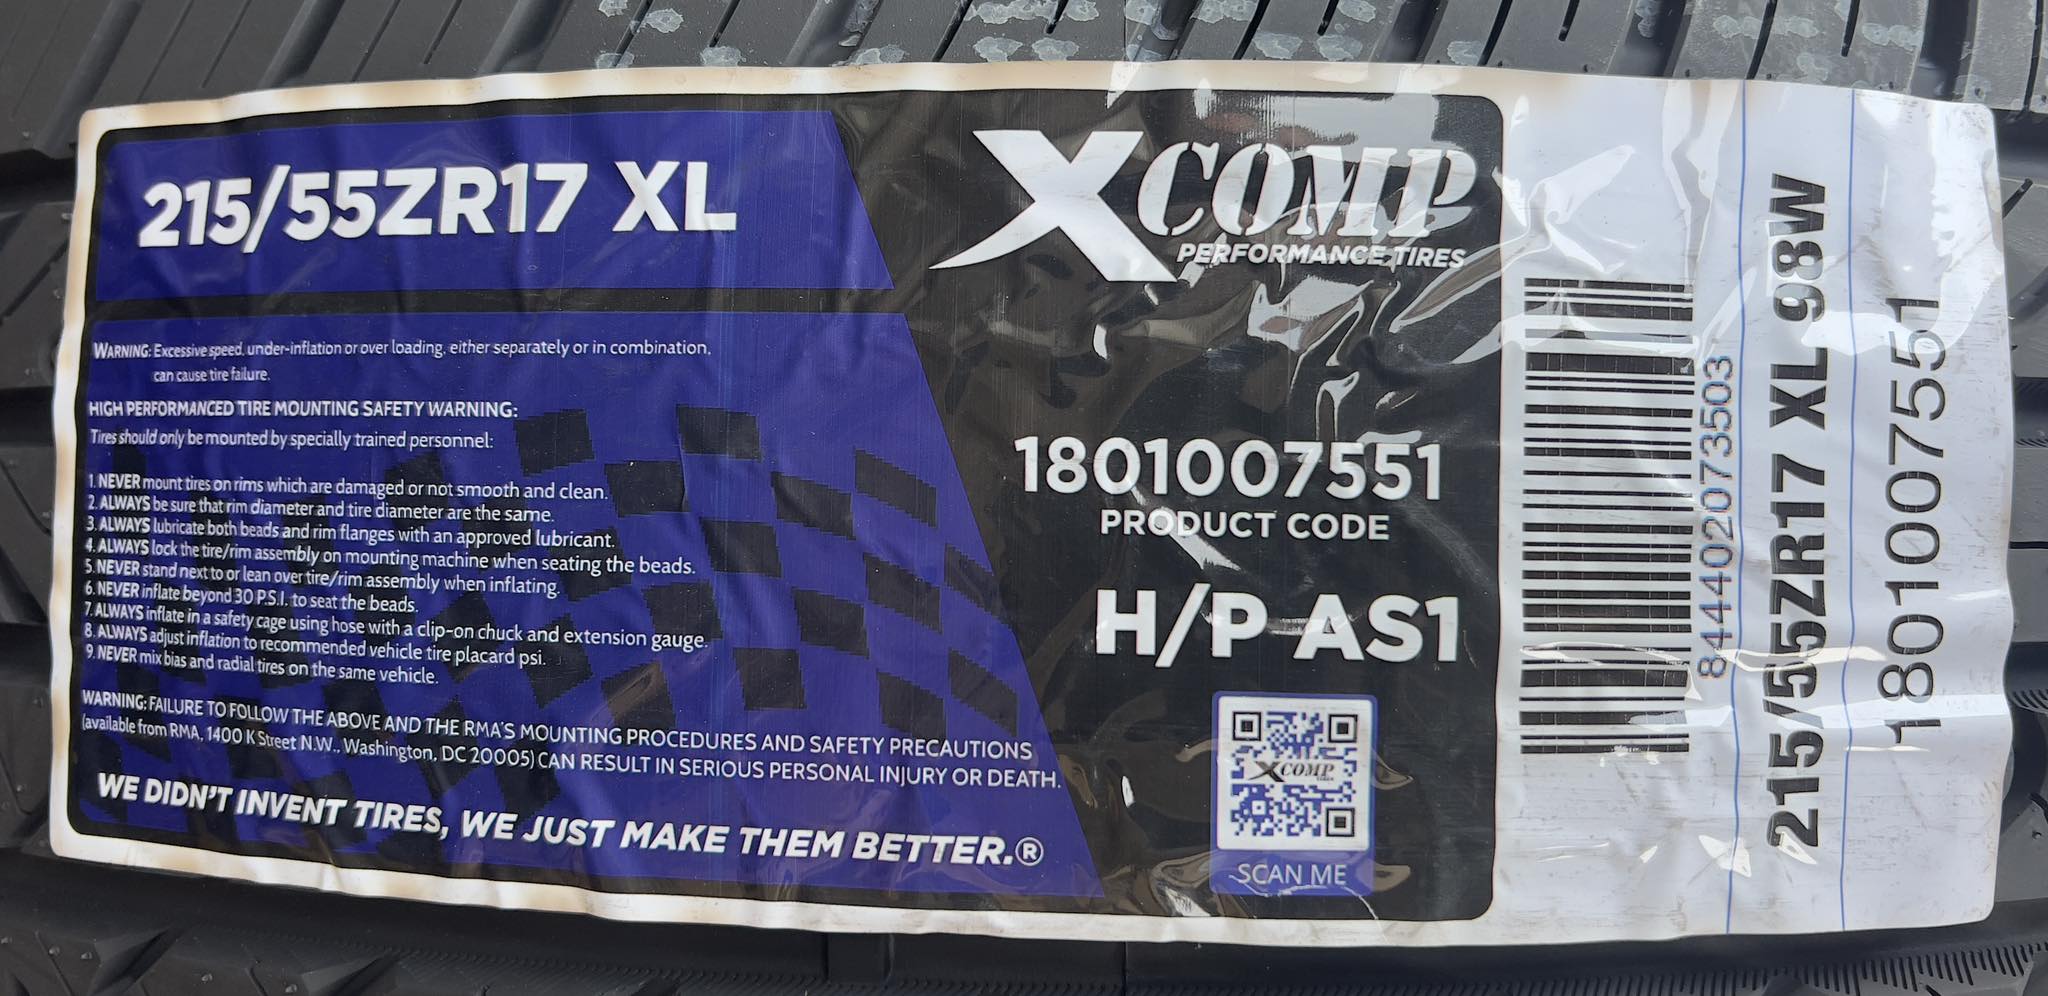 215/55ZR17 XL
WARNING: Excessive speed, under-inflation or over loading, either separately or in combination,
can cause tire failure.
HIGH PERFORMANCED TIRE MOUNTING SAFETY WARNING:
Tires should only be mounted by specially trained personnel:
1. NEVER mount tires on rims which are damaged or not smooth and clean.
2. ALWAYS be sure that rim diameter and tire diameter are the same.
3. ALWAYS lubricate both beads and rim flanges with an approved lubricant.
4. ALWAYS lock the tire/rim assembly on mounting machine when seating the beads.
5. NEVER stand next to or lean over tire/rim assembly when inflating.
6. NEVER inflate beyond 30 P.S.I. to seat the beads.
7. ALWAYS inflate in a safety cage using hose with a clip-on chuck and extension gauge.
8. ALWAYS adjust inflation to recommended vehicle tire placard psi.
9. NEVER mix bias and radial tires on the same vehicle.
WARNING: FAILURE TO FOLLOW THE ABOVE AND THE RMA'S MOUNTING PROCEDURES AND SAFETY PRECAUTIONS
(available from RMA, 1400 K Street N.W., Washington, DC 20005) CAN RESULT IN SERIOUS PERSONAL INJURY OR DEATH.
WE DIDN'T INVENT TIRES, WE JUST MAKE THEM BETTER.®
XCOMP
PERFORMANCE TIRES
1801007551
PRODUCT CODE
H/P AS1
XCOMP
TIRES
SCAN ME
844402073503
215/55ZR17 XL 98W
1801007551